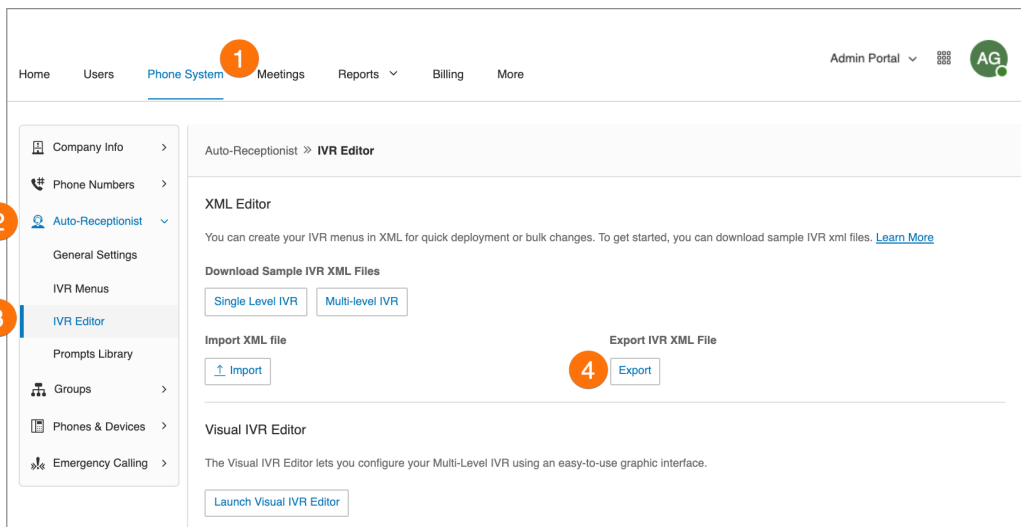 1
Home Users Phone System Meetings Reports Billing More Admin Portal AG
Company Info
Phone Numbers
2 Auto-Receptionist
General Settings
IVR Menus
3 IVR Editor
Prompts Library
Groups
Phones & Devices
Emergency Calling
Auto-Receptionist » IVR Editor
XML Editor
You can create your IVR menus in XML for quick deployment or bulk changes. To get started, you can download sample IVR xml files. Learn More
Download Sample IVR XML Files
Single Level IVR Multi-level IVR
Import XML file Export IVR XML File
Import 4 Export
Visual IVR Editor
The Visual IVR Editor lets you configure your Multi-Level IVR using an easy-to-use graphic interface.
Launch Visual IVR Editor